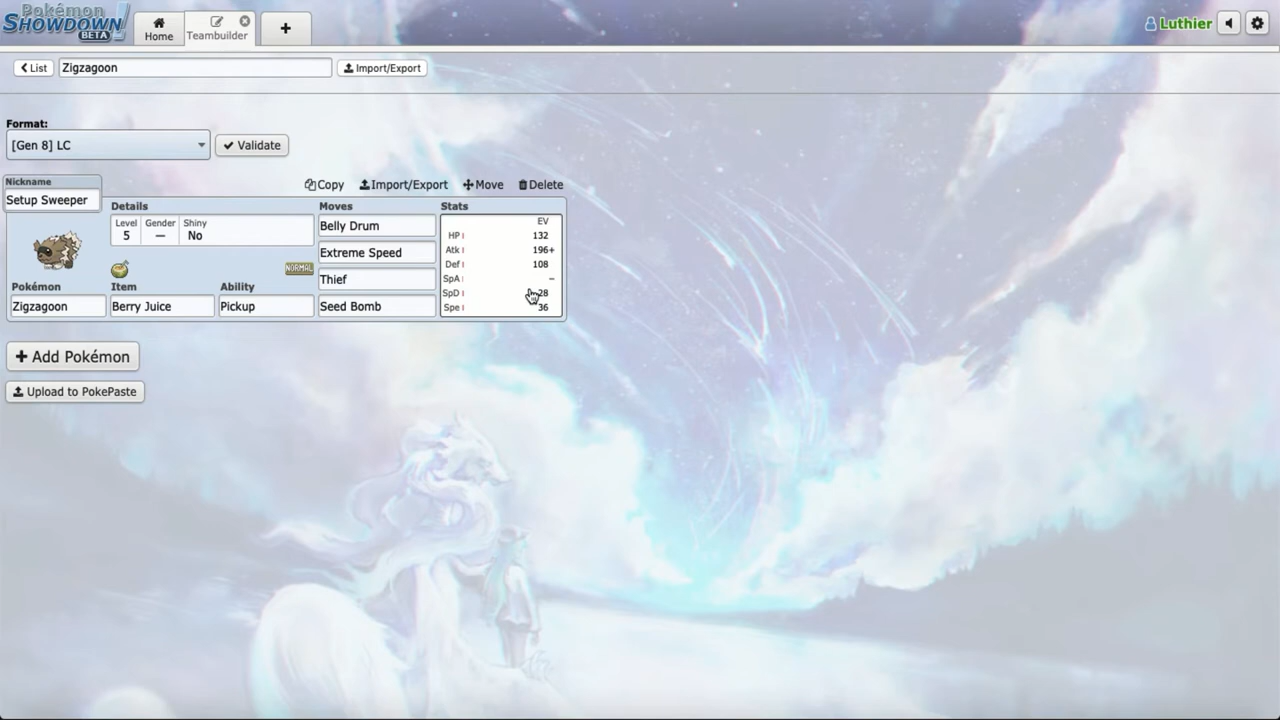 Pokémon
SHOWDOWN!
BETA
Home
Teambuilder
Luthier
List
Zigzagoon
Import/Export
Format:
[Gen 8] LC
Validate
Copy Import/Export Move Delete
Nickname
Setup Sweeper
Details
Level Gender Shiny
5 — No
NORMAL
Pokémon Item Ability
Zigzagoon Berry Juice Pickup
Moves
Belly Drum
Extreme Speed
Thief
Seed Bomb
Stats
EV
HP 132
Atk 196+
Def 108
SpA –
SpD 28
Spe 36
+ Add Pokémon
Upload to PokePaste